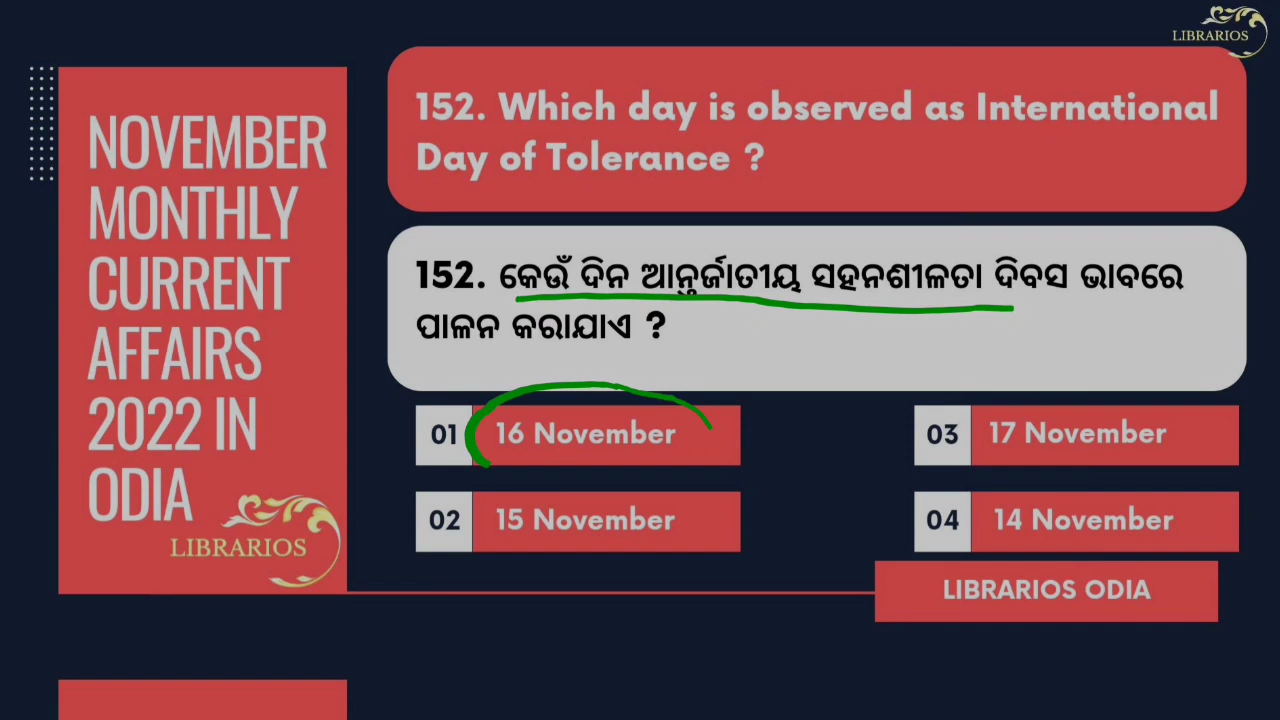 LIBRARIOS
NOVEMBER
MONTHLY
CURRENT
AFFAIRS
2022 IN
ODIA
LIBRARIOS
152. Which day is observed as International
Day of Tolerance ?
152. କେଉଁ ଦିନ ଆନ୍ତର୍ଜାତୀୟ ସହନଶୀଳତା ଦିବସ ଭାବରେ
ପାଳନ କରାଯାଏ ?
01 16 November
03 17 November
02 15 November
04 14 November
LIBRARIOS ODIA